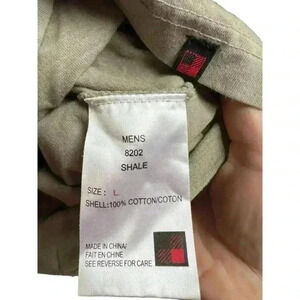 MENS
8202
SHALE
SIZE: L
SHELL:100% COTTON/COTON
MADE IN CHINA/
FAIT EN CHINE
SEE REVERSE FOR CARE